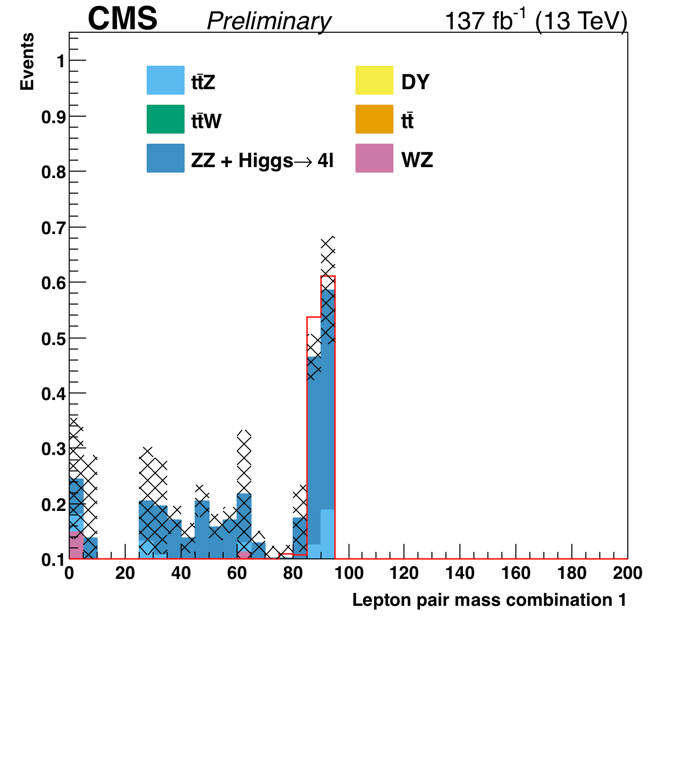 CMS Preliminary 137 fb⁻¹ (13 TeV)
Events
1
0.9
0.8
0.7
0.6
0.5
0.4
0.3
0.2
0.1
tt̄Z DY
tt̄W tt̄
ZZ + Higgs→ 4l WZ
0 20 40 60 80 100 120 140 160 180 200
Lepton pair mass combination 1